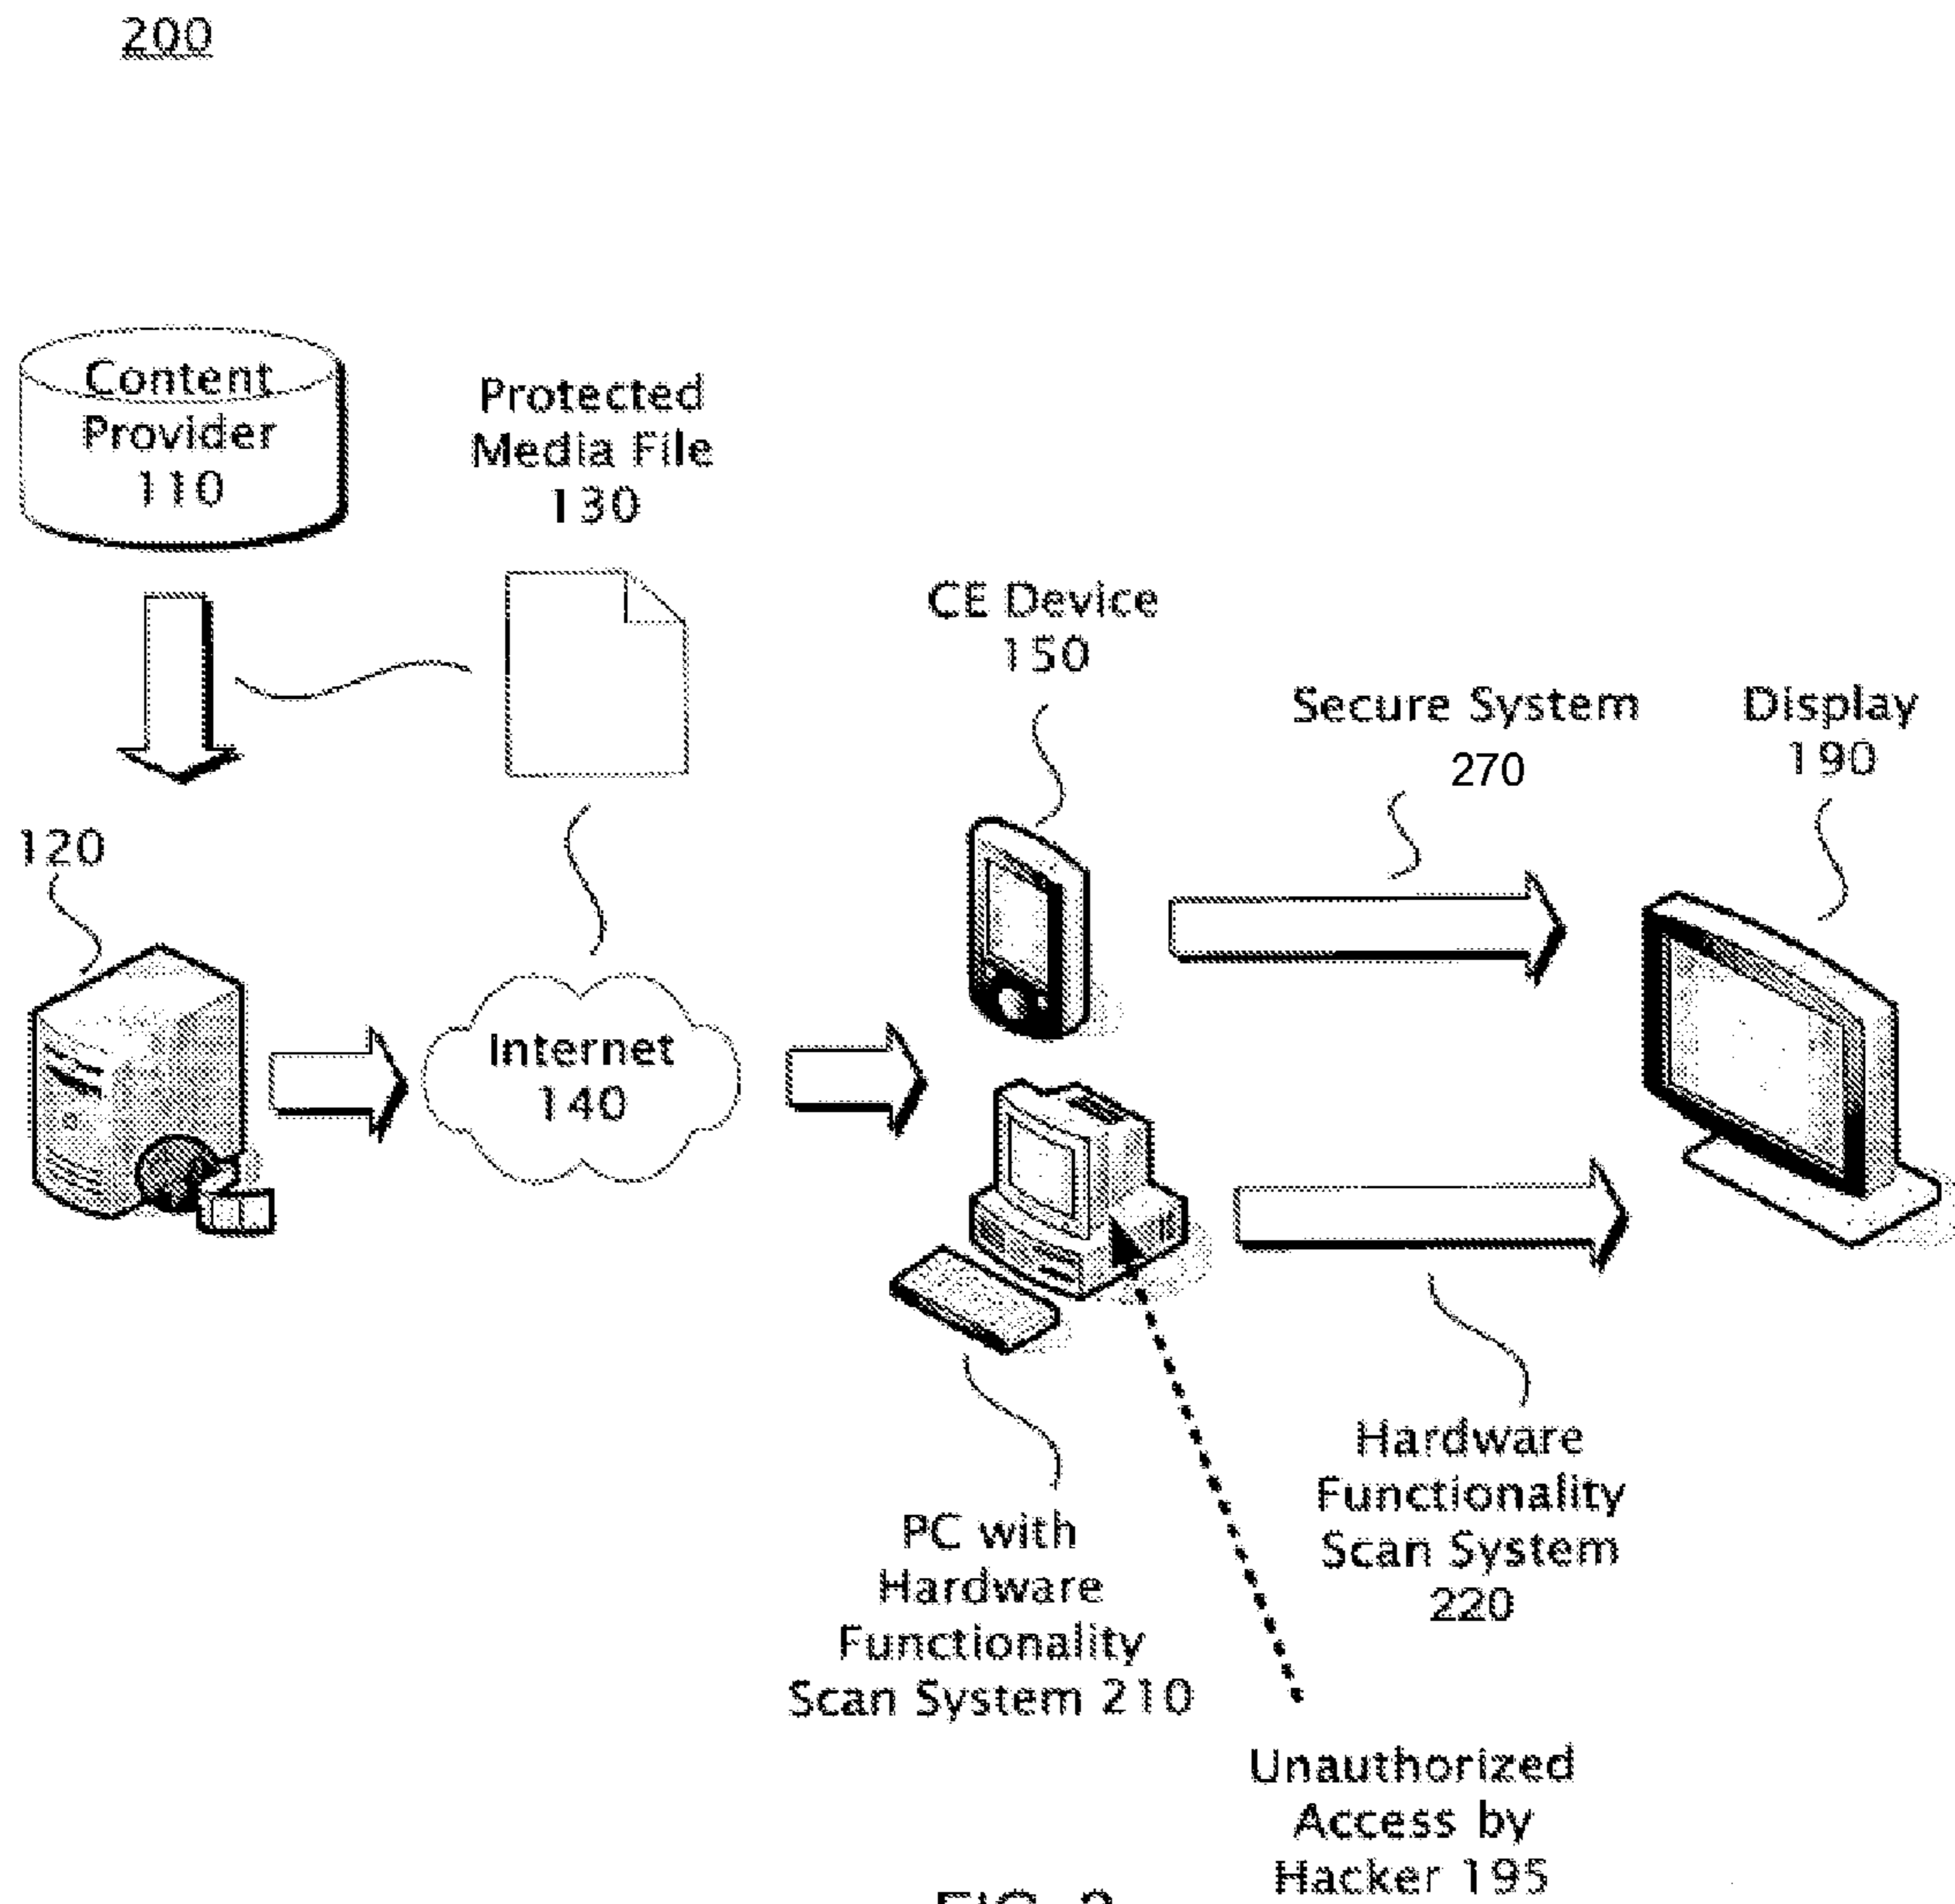 200
Content
Provider
110
Protected
Media File
130
CE Device
150
Secure System
270
Display
190
120
Internet
140
Hardware
Functionality
Scan System
220
PC with
Hardware
Functionality
Scan System 210
Unauthorized
Access by
Hacker 195